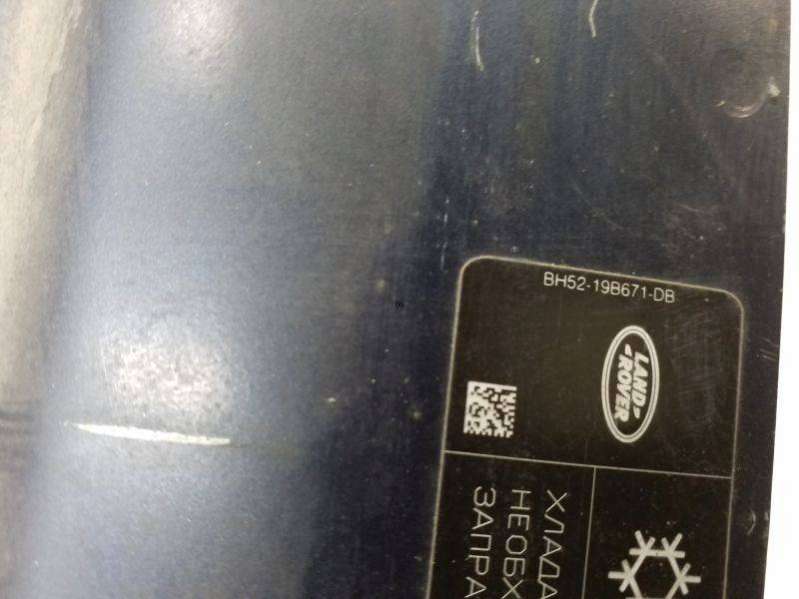 BH52-19B671-DB
LAND
ROVER
ХЛАДА
НЕОБХ
ЗАПРА